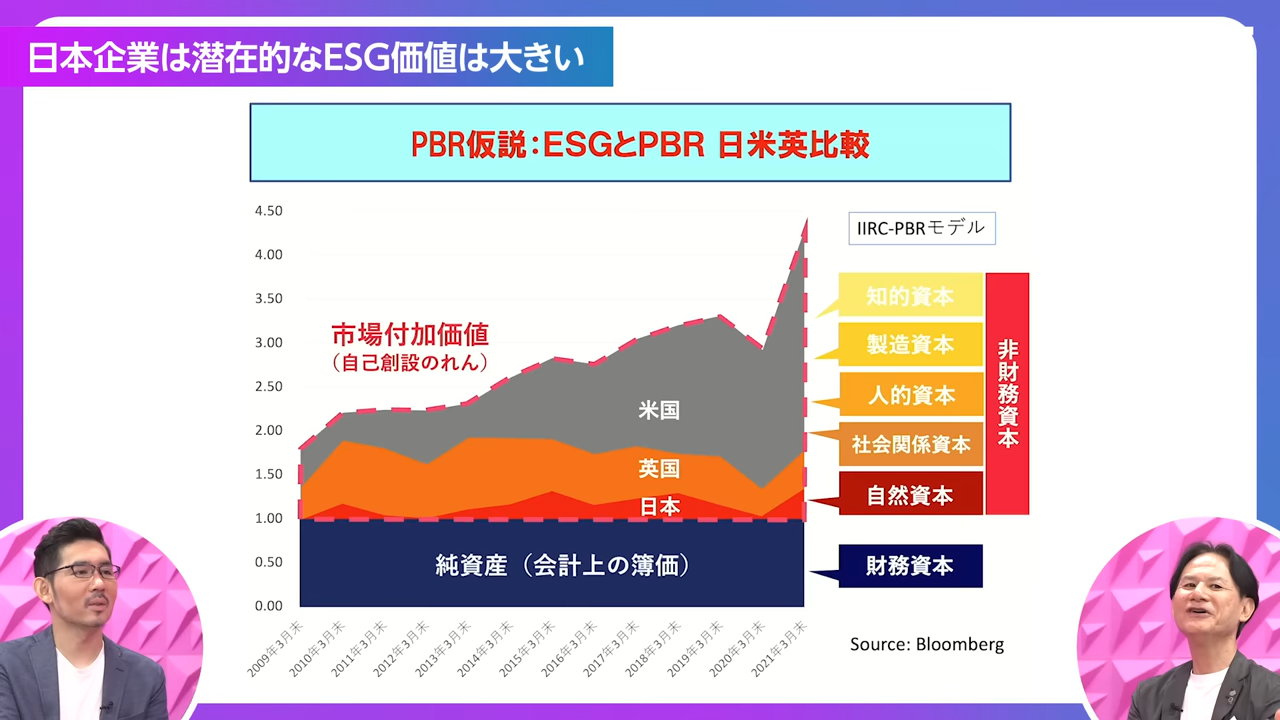 日本企業は潜在的なESG価値は大きい
PBR仮説：ESGとPBR 日米英比較
4.50
4.00
3.50
3.00
2.50
2.00
1.50
1.00
0.50
0.00
市場付加価値
（自己創設のれん）
米国
英国
日本
純資産（会計上の簿価）
2009年3月末
2010年3月末
2011年3月末
2012年3月末
2013年3月末
2014年3月末
2015年3月末
2016年3月末
2017年3月末
2018年3月末
2019年3月末
2020年3月末
2021年3月末
IIRC-PBRモデル
知的資本
製造資本
人的資本
社会関係資本
自然資本
非財務資本
財務資本
Source: Bloomberg